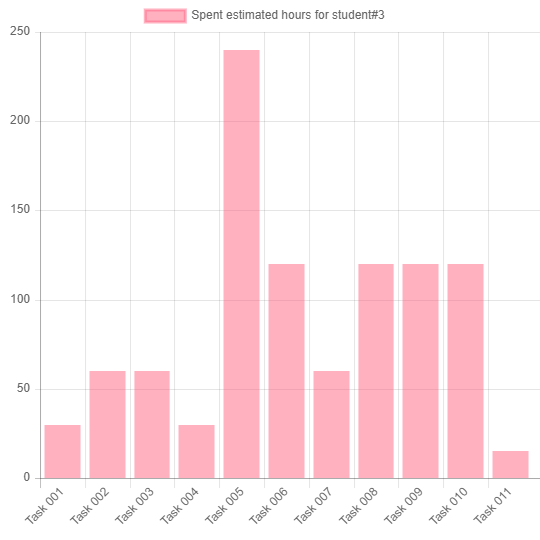 Spent estimated hours for student#3
250
200
150
100
50
0
Task 001
Task 002
Task 003
Task 004
Task 005
Task 006
Task 007
Task 008
Task 009
Task 010
Task 011